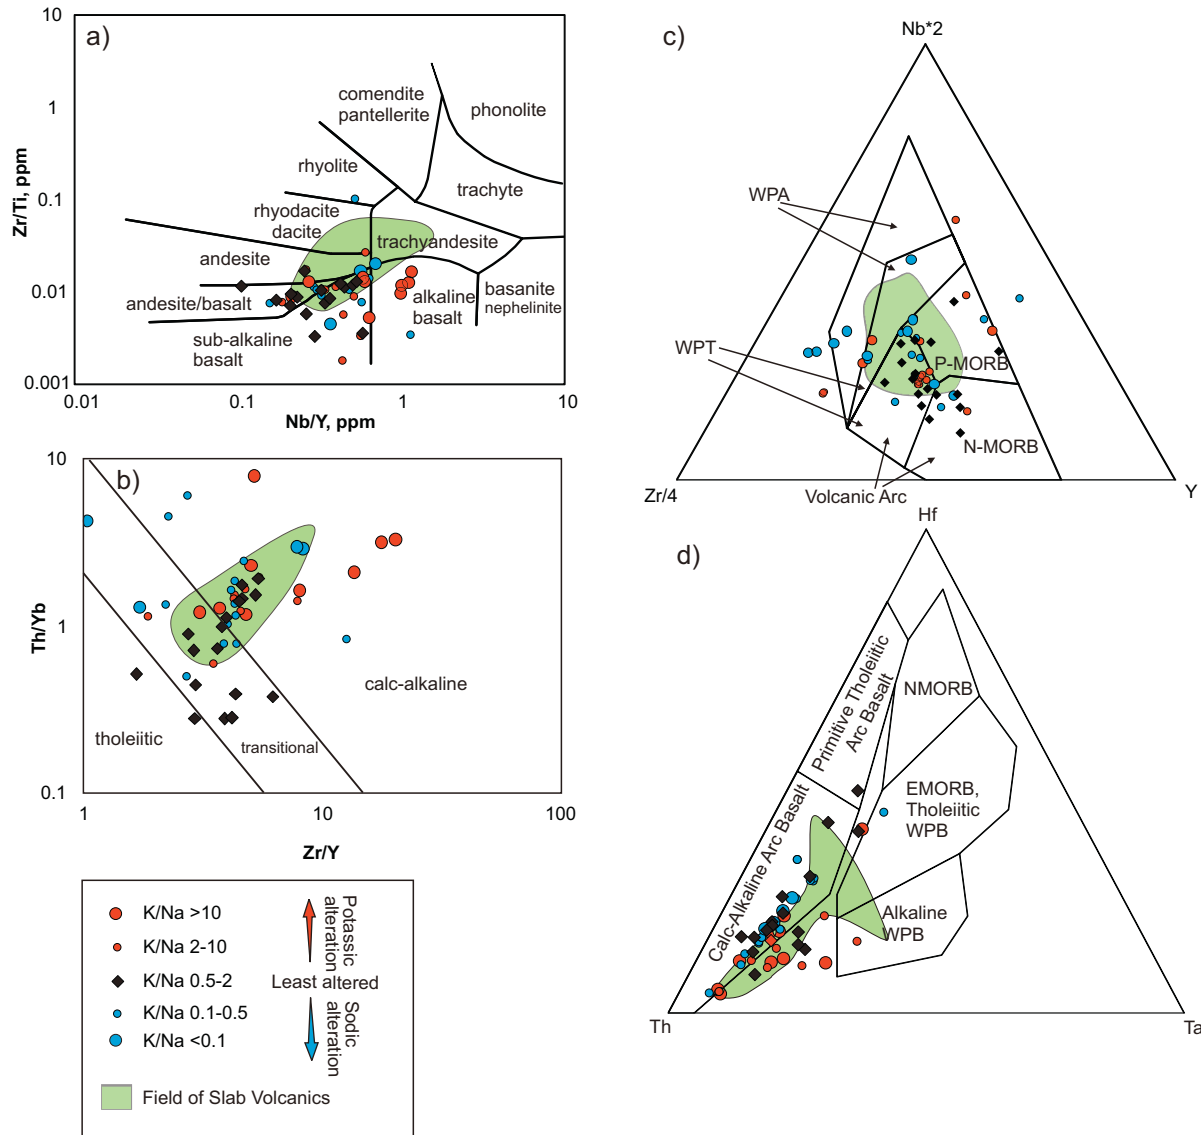 a)
10
1
0.1
0.01
0.001
Zr/Ti, ppm
0.01
0.1
1
10
Nb/Y, ppm
comendite
pantellerite
phonolite
rhyolite
trachyte
rhyodacite
dacite
trachyandesite
andesite
andesite/basalt
alkaline
basalt
basanite
nephelinite
sub-alkaline
basalt
b)
10
1
0.1
Th/Yb
1
10
100
Zr/Y
tholeiitic
transitional
calc-alkaline
K/Na >10
K/Na 2-10
K/Na 0.5-2
K/Na 0.1-0.5
K/Na <0.1
Potassic
alteration
Least altered
Sodic
alteration
Field of Slab Volcanics
c)
Nb*2
WPA
WPT
P-MORB
N-MORB
Volcanic Arc
Zr/4
Y
d)
Hf
Primitive Tholeiitic
Arc Basalt
NMORB
Calc-Alkaline Arc Basalt
EMORB,
Tholeiitic
WPB
Alkaline
WPB
Th
Ta